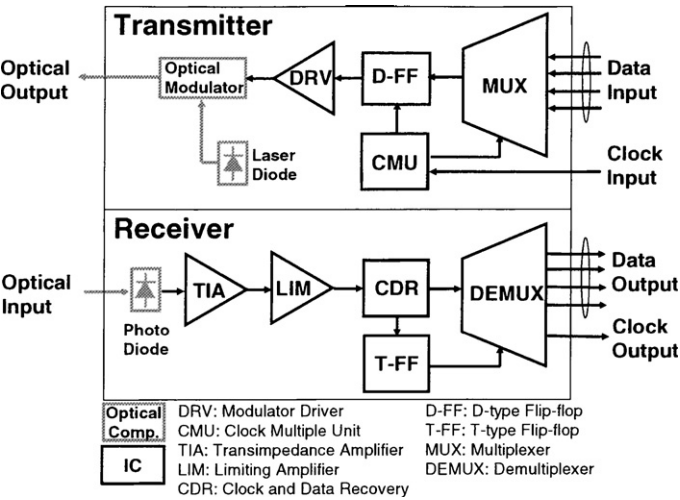 Transmitter
Optical
Output
Optical
Modulator
DRV
D-FF
MUX
Data
Input
Laser
Diode
CMU
Clock
Input
Receiver
Optical
Input
Photo
Diode
TIA
LIM
CDR
DEMUX
T-FF
Data
Output
Clock
Output
Optical
Comp.
IC
DRV: Modulator Driver
CMU: Clock Multiple Unit
TIA: Transimpedance Amplifier
LIM: Limiting Amplifier
CDR: Clock and Data Recovery
D-FF: D-type Flip-flop
T-FF: T-type Flip-flop
MUX: Multiplexer
DEMUX: Demultiplexer